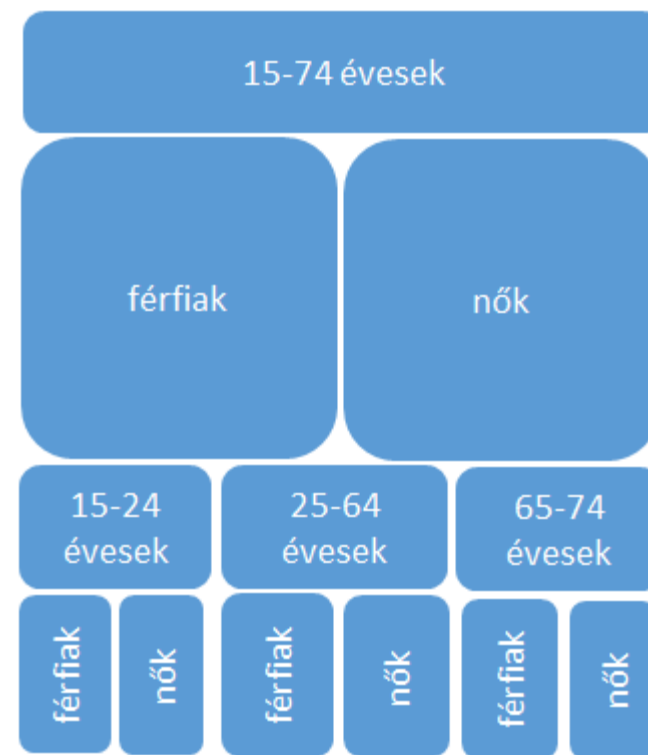 15-74 évesek
férfiak
nők
15-24
évesek
25-64
évesek
65-74
évesek
férfiak
nők
férfiak
nők
férfiak
nők